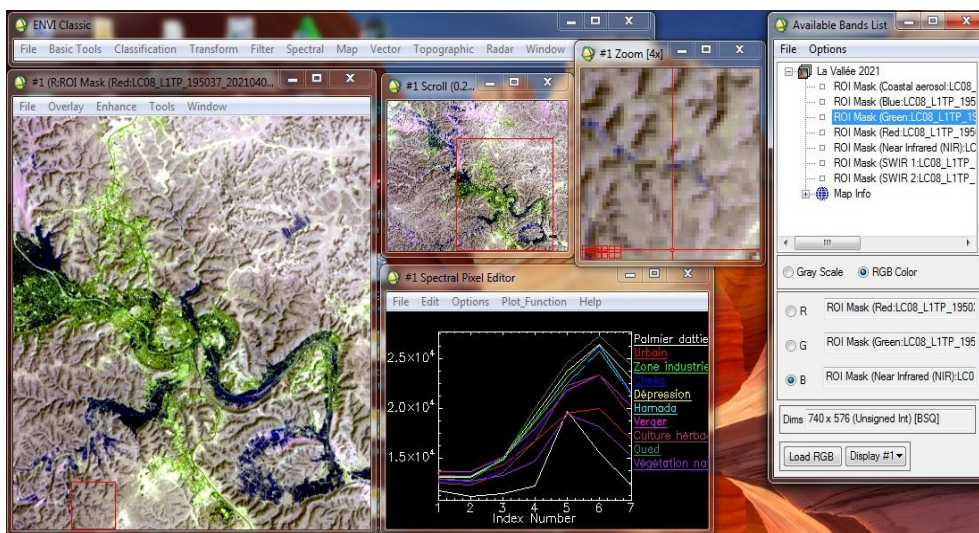 ENVI Classic
File Basic Tools Classification Transform Filter Spectral Map Vector Topographic Radar Window
#1 (R:ROI Mask (Red:LC08_L1TP_195037_2021040...
File Overlay Enhance Tools Window
#1 Scroll (0.2...
#1 Zoom [4x]
#1 Spectral Pixel Editor
File Edit Options Plot_Function Help
2.5×10⁴
2.0×10⁴
1.5×10⁴
1 2 3 4 5 6 7
Index Number
Palmier dattie
Urbain
Zone industrie
Cheko
Dépression
Hamada
Verger
Culture hérbac
Oued
Végétation na
Available Bands List
File Options
La Vallée 2021
ROI Mask (Coastal aerosol:LC08_
ROI Mask (Blue:LC08_L1TP_195
ROI Mask (Green:LC08_L1TP_19
ROI Mask (Red:LC08_L1TP_195
ROI Mask (Near Infrared (NIR):LC
ROI Mask (SWIR 1:LC08_L1TP_
ROI Mask (SWIR 2:LC08_L1TP_
Map Info
Gray Scale RGB Color
R ROI Mask (Red:LC08_L1TP_1950:
G ROI Mask (Green:LC08_L1TP_195
B ROI Mask (Near Infrared (NIR):LC0
Dims 740 x 576 (Unsigned Int) [BSQ]
Load RGB Display #1